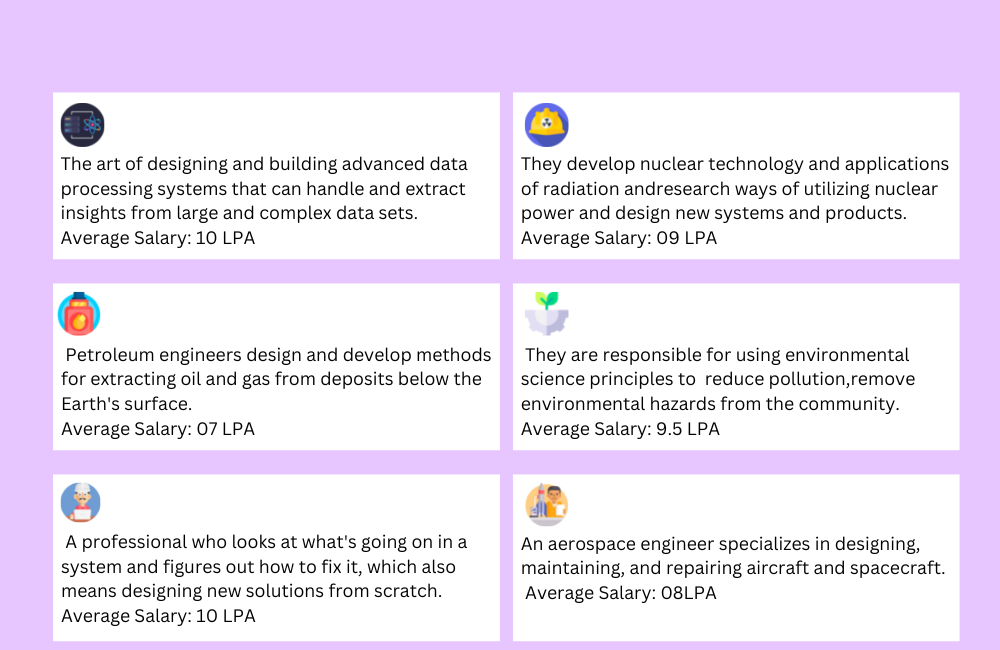 The art of designing and building advanced data
processing systems that can handle and extract
insights from large and complex data sets.
Average Salary: 10 LPA
They develop nuclear technology and applications
of radiation andresearch ways of utilizing nuclear
power and design new systems and products.
Average Salary: 09 LPA
Petroleum engineers design and develop methods
for extracting oil and gas from deposits below the
Earth's surface.
Average Salary: 07 LPA
They are responsible for using environmental
science principles to  reduce pollution,remove
environmental hazards from the community.
Average Salary: 9.5 LPA
A professional who looks at what's going on in a
system and figures out how to fix it, which also
means designing new solutions from scratch.
Average Salary: 10 LPA
An aerospace engineer specializes in designing,
maintaining, and repairing aircraft and spacecraft.
Average Salary: 08LPA